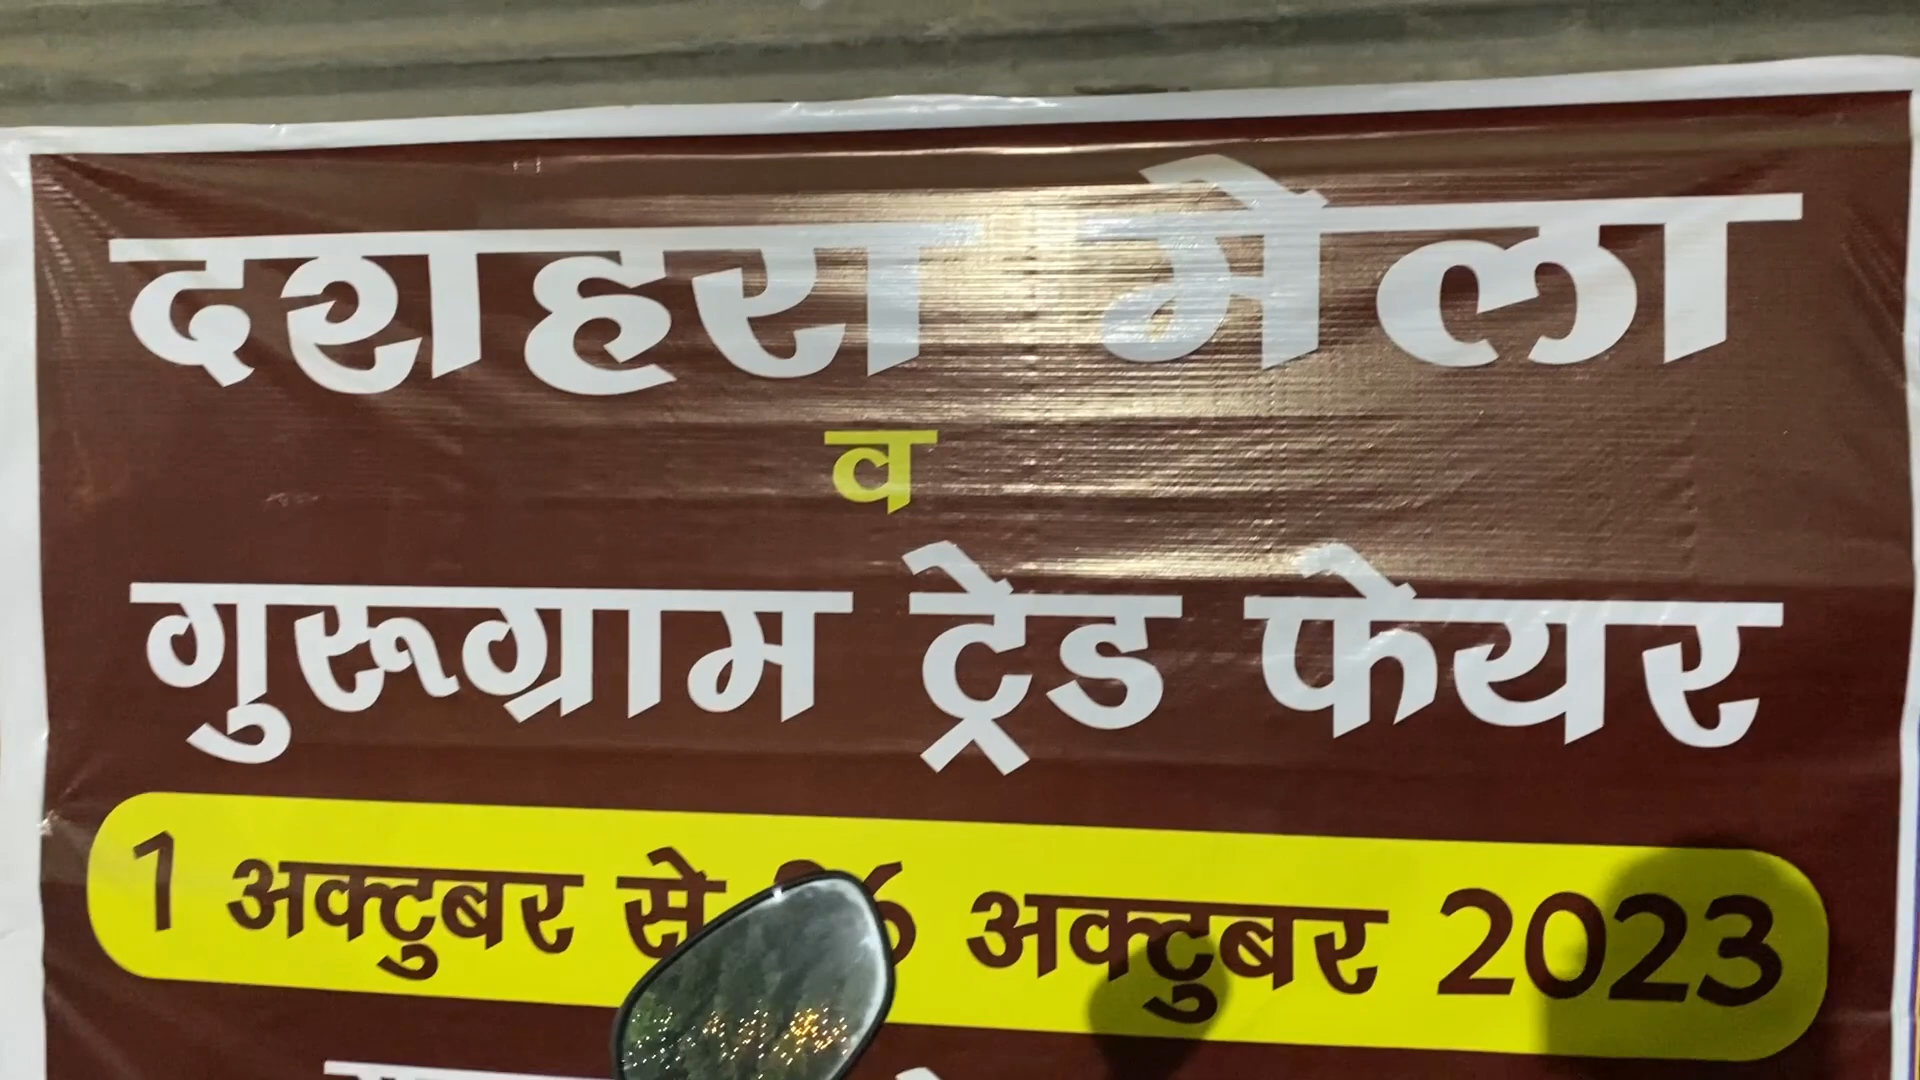 दशहरा मेला
व
गुरूग्राम ट्रेड फेयर
1 अक्टुबर से अक्टुबर 2023